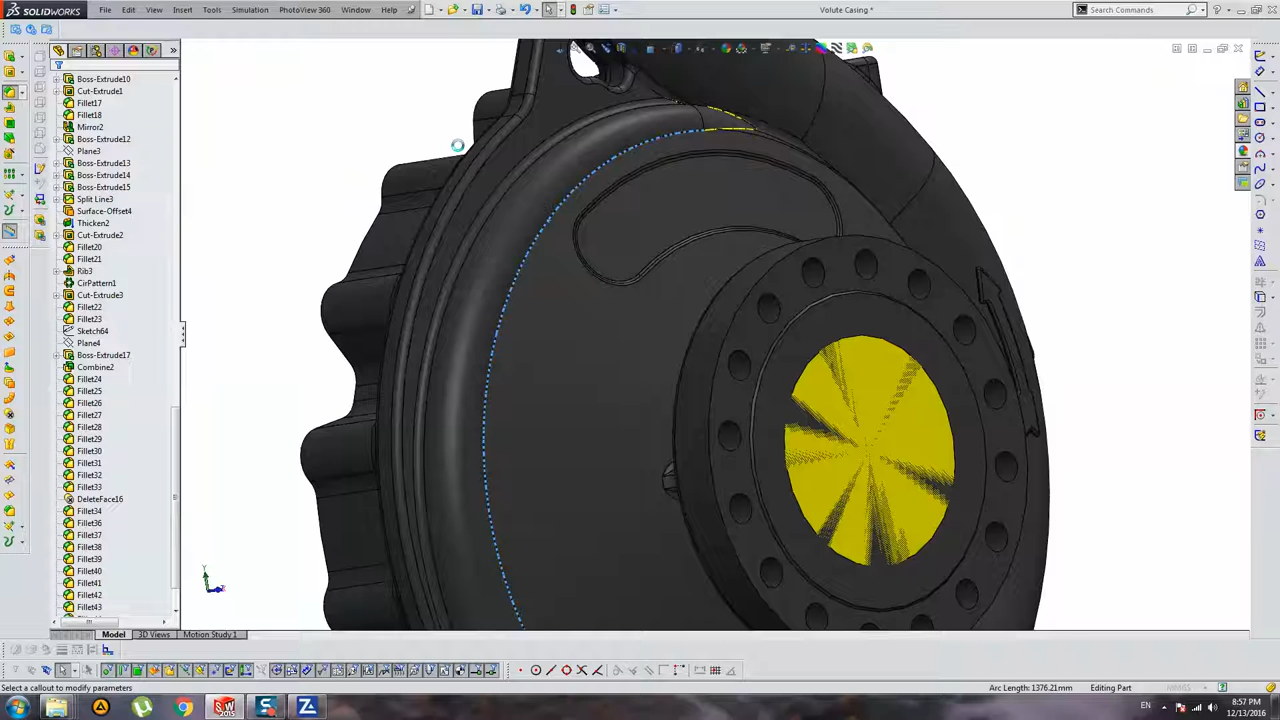 SOLIDWORKS
File Edit View Insert Tools Simulation PhotoView 360 Window Help
Volute Casing *
Search Commands
Boss-Extrude10
Cut-Extrude1
Fillet17
Fillet18
Mirror2
Boss-Extrude12
Plane3
Boss-Extrude13
Boss-Extrude14
Boss-Extrude15
Split Line3
Surface-Offset4
Thicken2
Cut-Extrude2
Fillet20
Fillet21
Rib3
CirPattern1
Cut-Extrude3
Fillet22
Fillet23
Sketch64
Plane4
Boss-Extrude17
Combine2
Fillet24
Fillet25
Fillet26
Fillet27
Fillet28
Fillet29
Fillet30
Fillet31
Fillet32
Fillet33
DeleteFace16
Fillet34
Fillet36
Fillet37
Fillet38
Fillet39
Fillet40
Fillet41
Fillet42
Fillet43
Y
Model 3D Views Motion Study 1
Select a callout to modify parameters
Arc Length: 1376.21mm Editing Part
EN
8:57 PM
12/13/2016